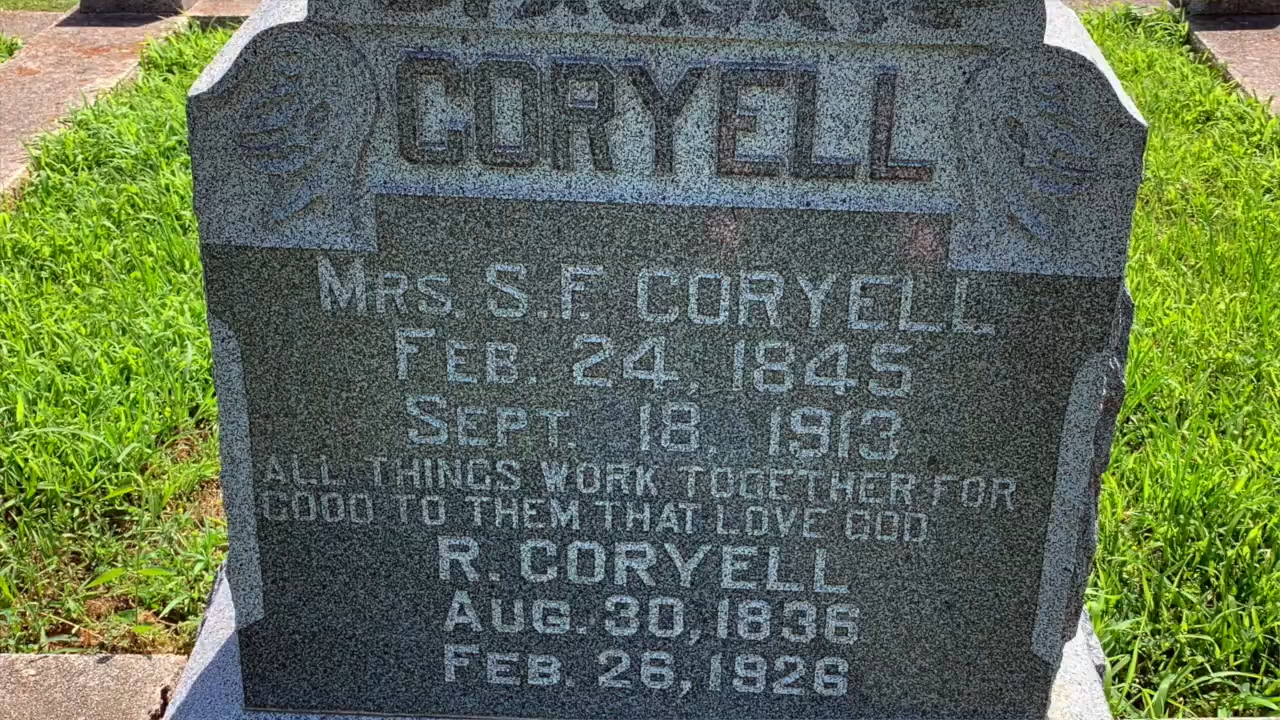 CORYELL
MRS. S.F. CORYELL
FEB. 24, 1845
SEPT. 18, 1913
ALL THINGS WORK TOGETHER FOR
GOOD TO THEM THAT LOVE GOD
R. CORYELL
AUG. 30, 1836
FEB. 26, 1926